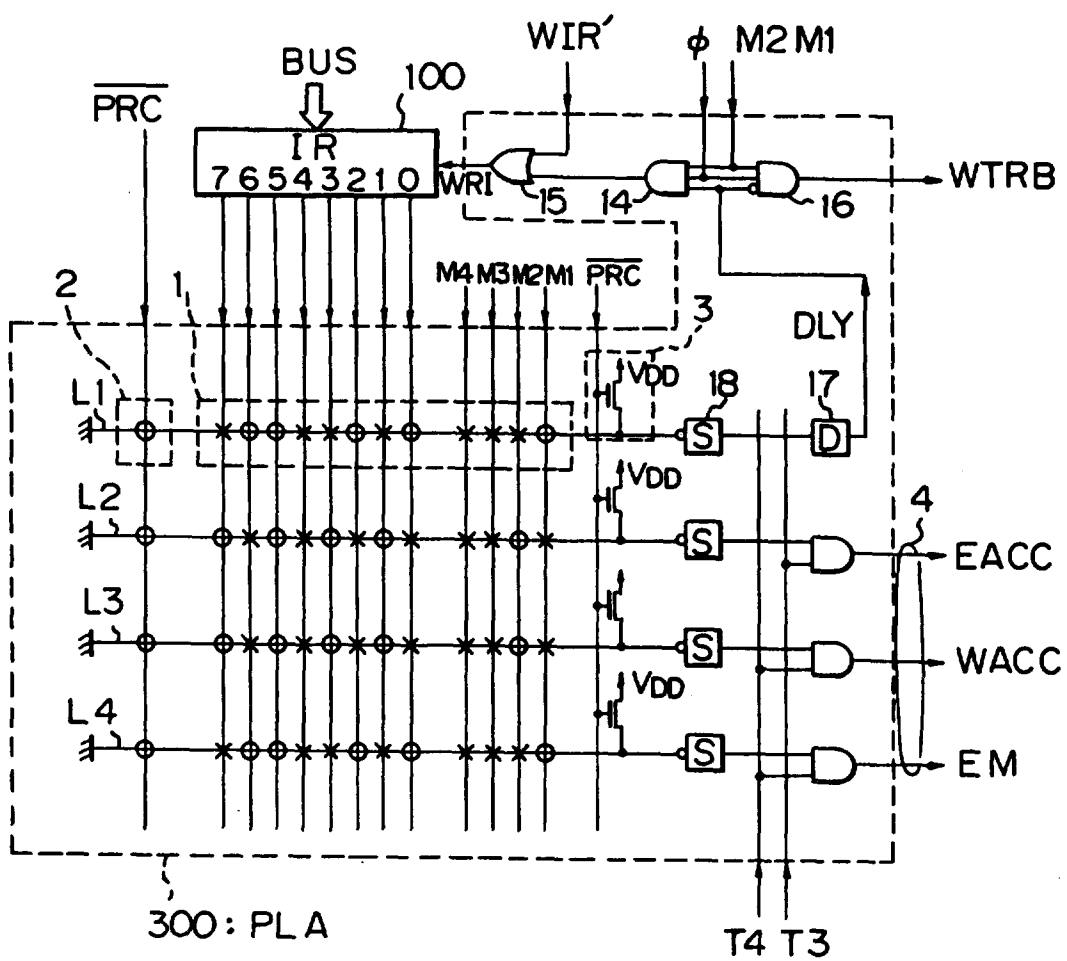 WIR′
φ M2 M1
BUS
100
PRC
IR
7 6 5 4 3 2 1 0
WRI
15
14
16
WTRB
M4 M3 M2 M1 PRC
2
1
3
DLY
VDD
18
17
L1
S
D
VDD
L2
S
4
EACC
L3
S
WACC
VDD
L4
S
EM
300: PLA
T4 T3